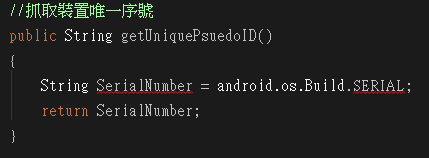 //抓取裝置唯一序號
public String getUniquePsuedoID()
{
String SerialNumber = android.os.Build.SERIAL;
return SerialNumber;
}